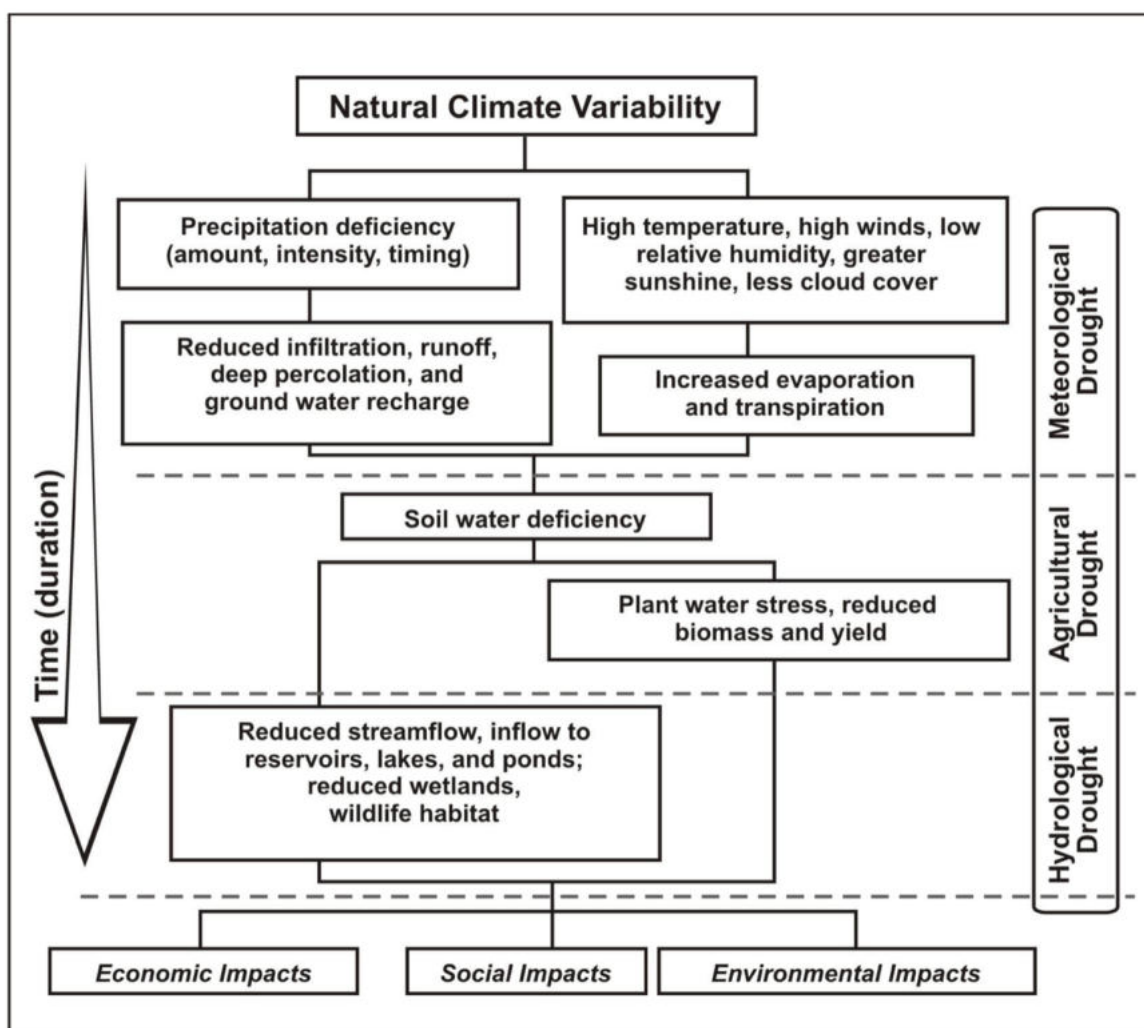 Natural Climate Variability
Precipitation deficiency
(amount, intensity, timing)
High temperature, high winds, low
relative humidity, greater
sunshine, less cloud cover
Reduced infiltration, runoff,
deep percolation, and
ground water recharge
Increased evaporation
and transpiration
Meteorological
Drought
Time (duration)
Soil water deficiency
Plant water stress, reduced
biomass and yield
Agricultural
Drought
Reduced streamflow, inflow to
reservoirs, lakes, and ponds;
reduced wetlands,
wildlife habitat
Hydrological
Drought
Economic Impacts
Social Impacts
Environmental Impacts